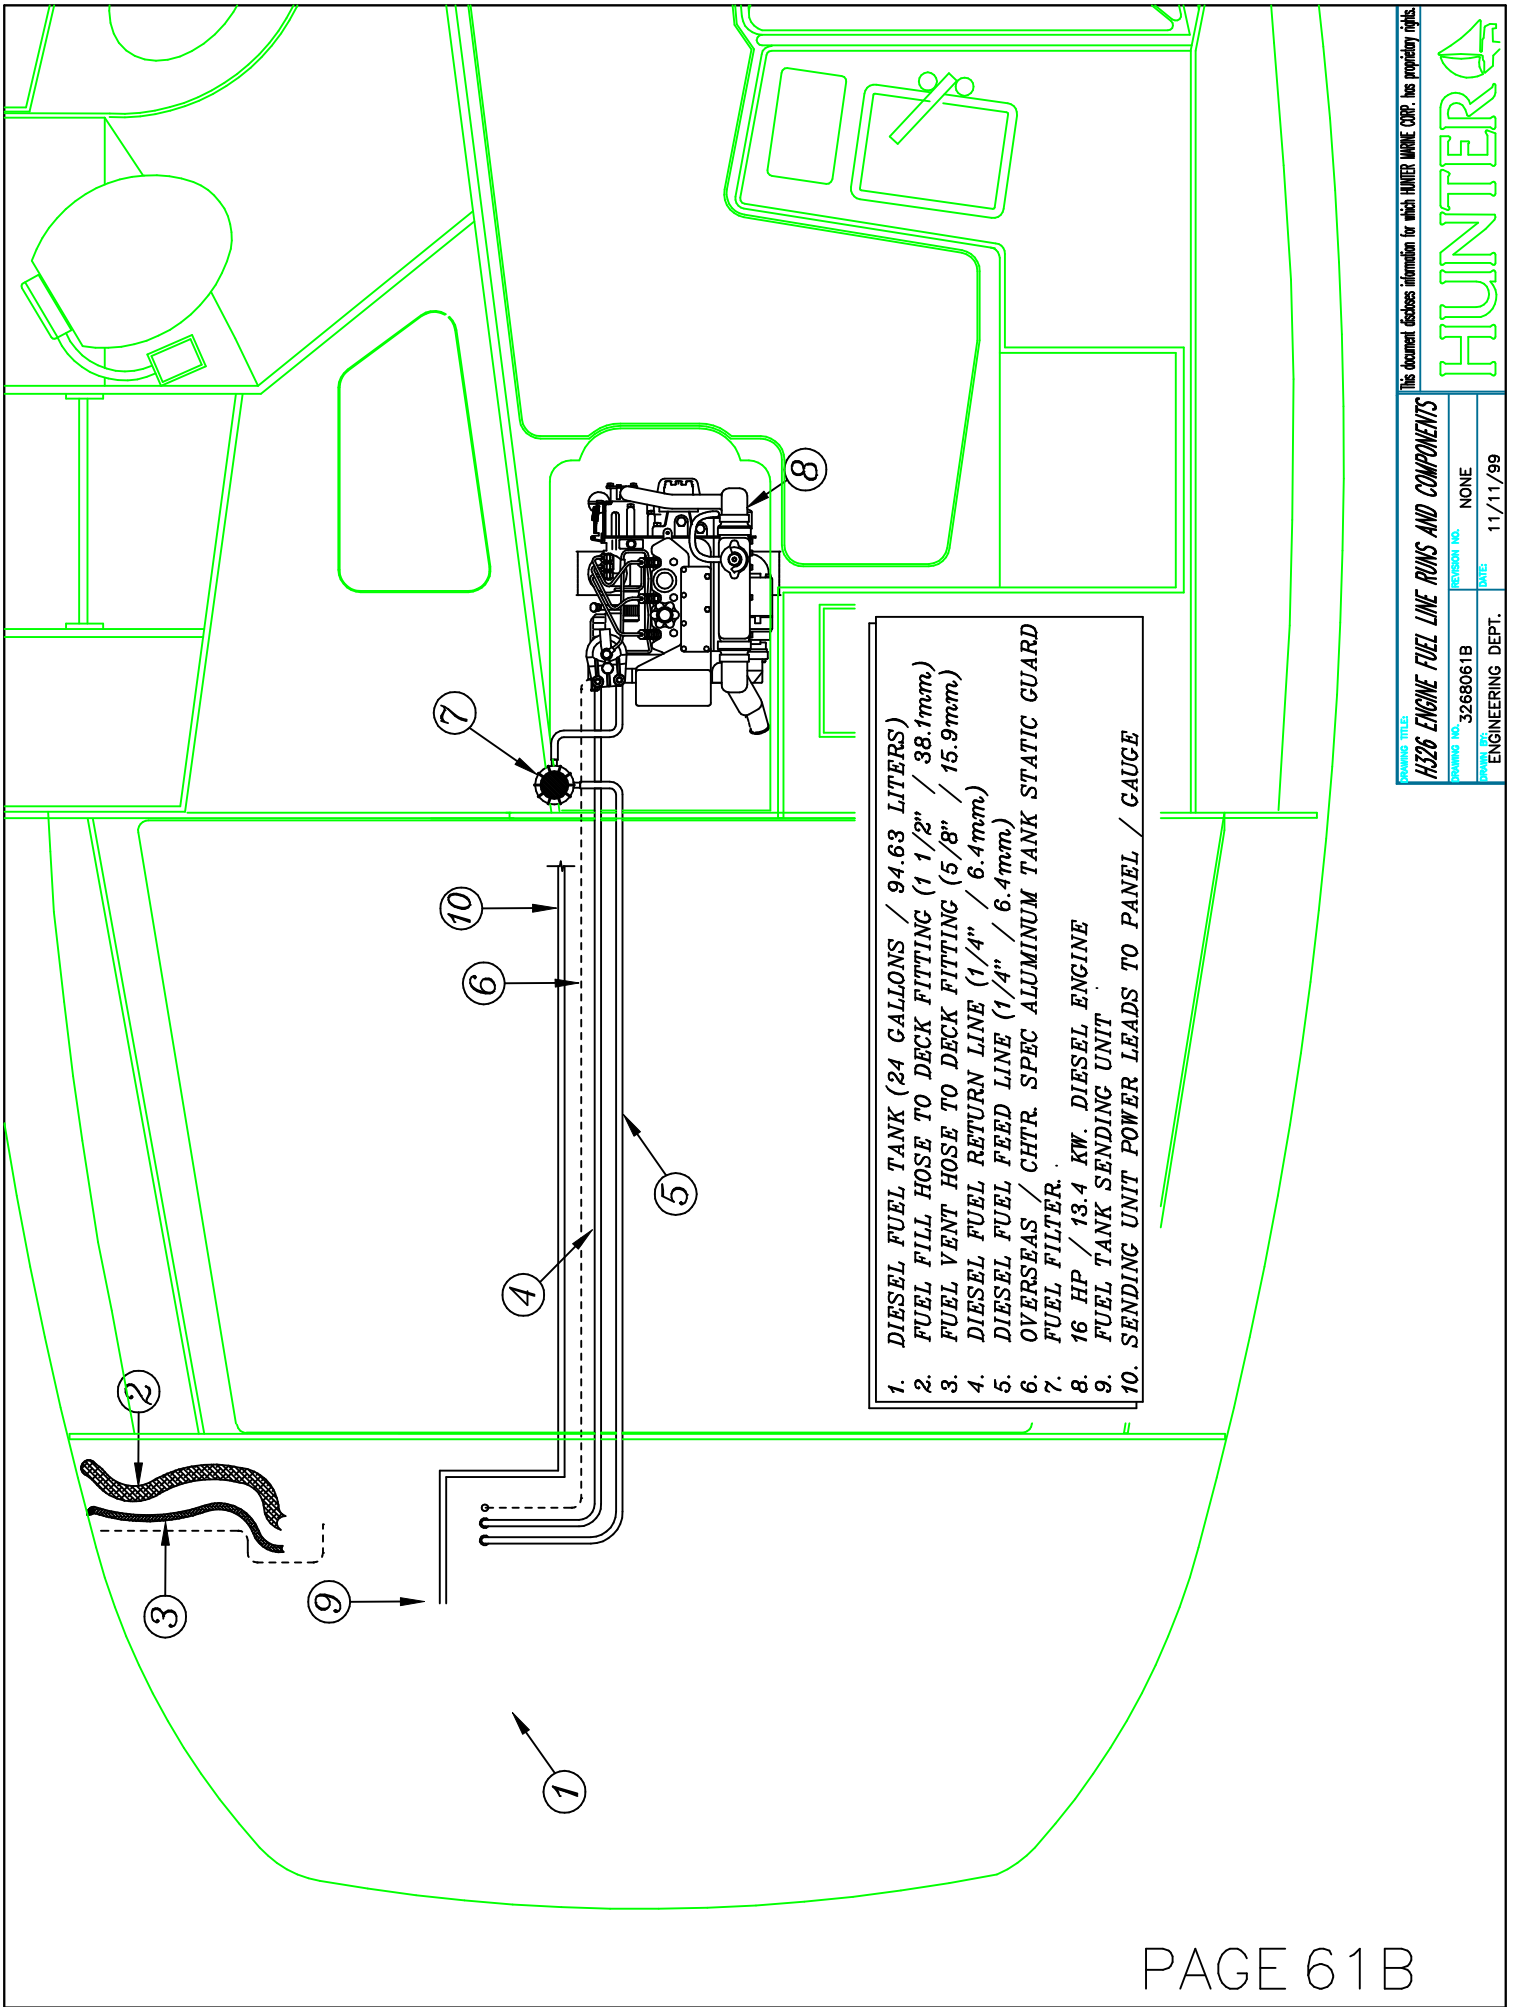 1. DIESEL FUEL TANK (24 GALLONS / 94.63 LITERS)
2. FUEL FILL HOSE TO DECK FITTING (1 1/2" / 38.1mm)
3. FUEL VENT HOSE TO DECK FITTING (5/8" / 15.9mm)
4. DIESEL FUEL RETURN LINE (1/4" / 6.4mm)
5. DIESEL FUEL FEED LINE (1/4" / 6.4mm)
6. OVERSEAS / CHTR. SPEC ALUMINUM TANK STATIC GUARD
7. FUEL FILTER.
8. 16 HP / 13.4 KW. DIESEL ENGINE
9. FUEL TANK SENDING UNIT
10. SENDING UNIT POWER LEADS TO PANEL / GAUGE
1
2
3
4
5
6
7
8
9
10
DRAWING TITLE:
H326 ENGINE FUEL LINE RUNS AND COMPONENTS
DRAWING NO. 3268061B
REVISION NO. NONE
DRAWN BY: ENGINEERING DEPT.
DATE: 11/11/99
This document discloses information for which HUNTER MARINE CORP. has proprietary rights.
HUNTER
PAGE 61B